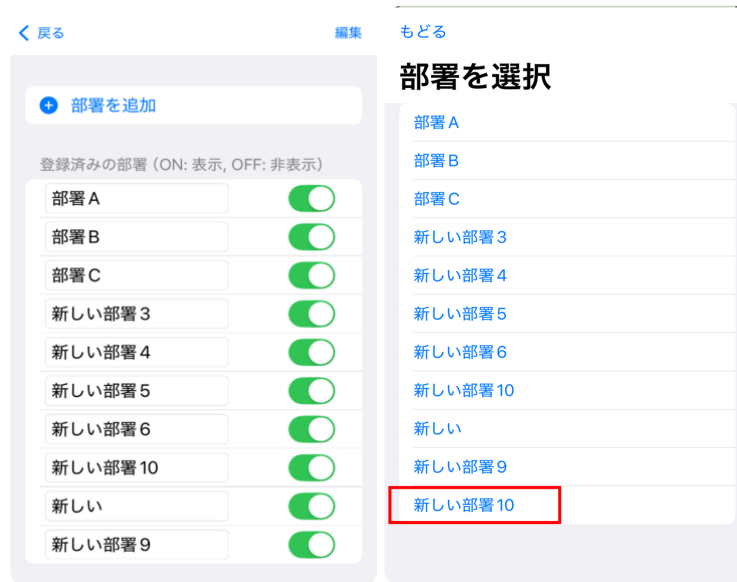 戻る
編集
部署を追加
登録済みの部署（ON: 表示, OFF: 非表示）
部署A
部署B
部署C
新しい部署3
新しい部署4
新しい部署5
新しい部署6
新しい部署10
新しい
新しい部署9
もどる
部署を選択
部署A
部署B
部署C
新しい部署3
新しい部署4
新しい部署5
新しい部署6
新しい部署10
新しい
新しい部署9
新しい部署10